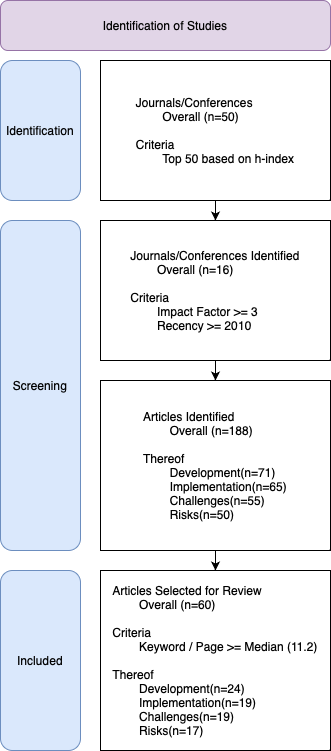 Identification of Studies
Identification
Journals/Conferences
Overall (n=50)
Criteria
Top 50 based on h-index
Screening
Journals/Conferences Identified
Overall (n=16)
Criteria
Impact Factor >= 3
Recency >= 2010
Articles Identified
Overall (n=188)
Thereof
Development(n=71)
Implementation(n=65)
Challenges(n=55)
Risks(n=50)
Included
Articles Selected for Review
Overall (n=60)
Criteria
Keyword / Page >= Median (11.2)
Thereof
Development(n=24)
Implementation(n=19)
Challenges(n=19)
Risks(n=17)